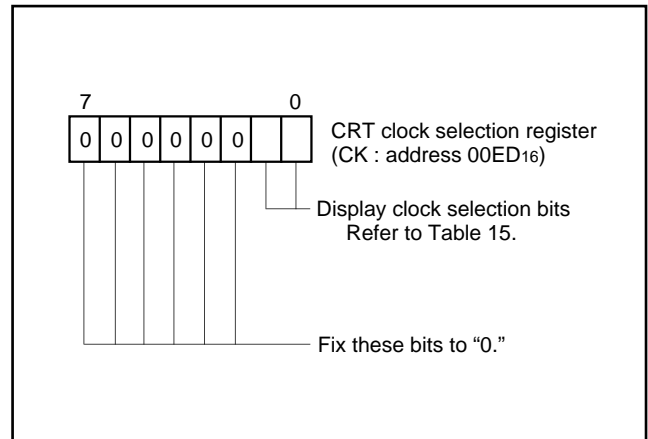 7 0
0 0 0 0 0 0
CRT clock selection register
(CK : address 00ED16)
Display clock selection bits
Refer to Table 15.
Fix these bits to “0.”